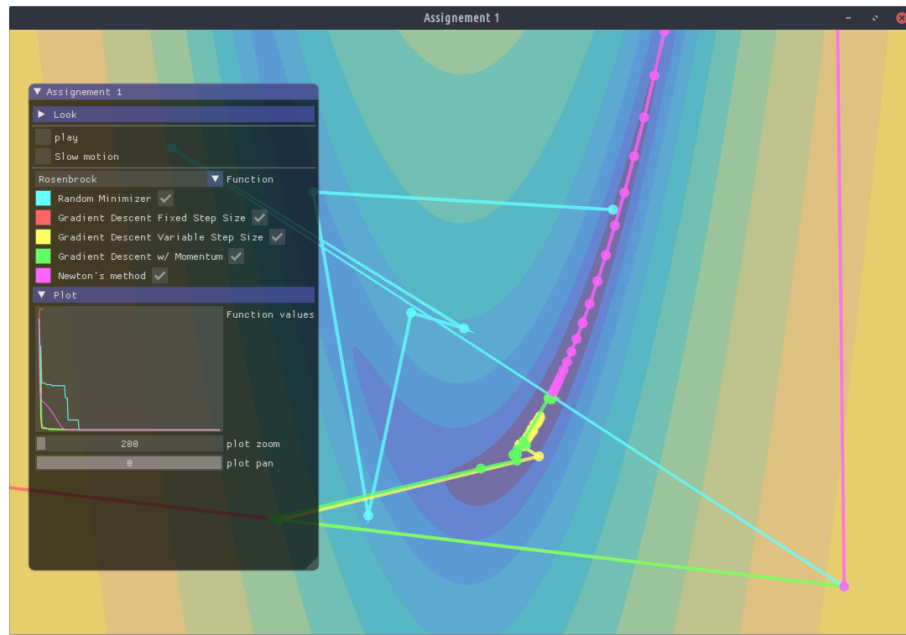 Assignement 1
Assignement 1
Look
play
Slow motion
Rosenbrock Function
Random Minimizer
Gradient Descent Fixed Step Size
Gradient Descent Variable Step Size
Gradient Descent w/ Momentum
Newton's method
Plot
Function values
200 plot zoom
0 plot pan